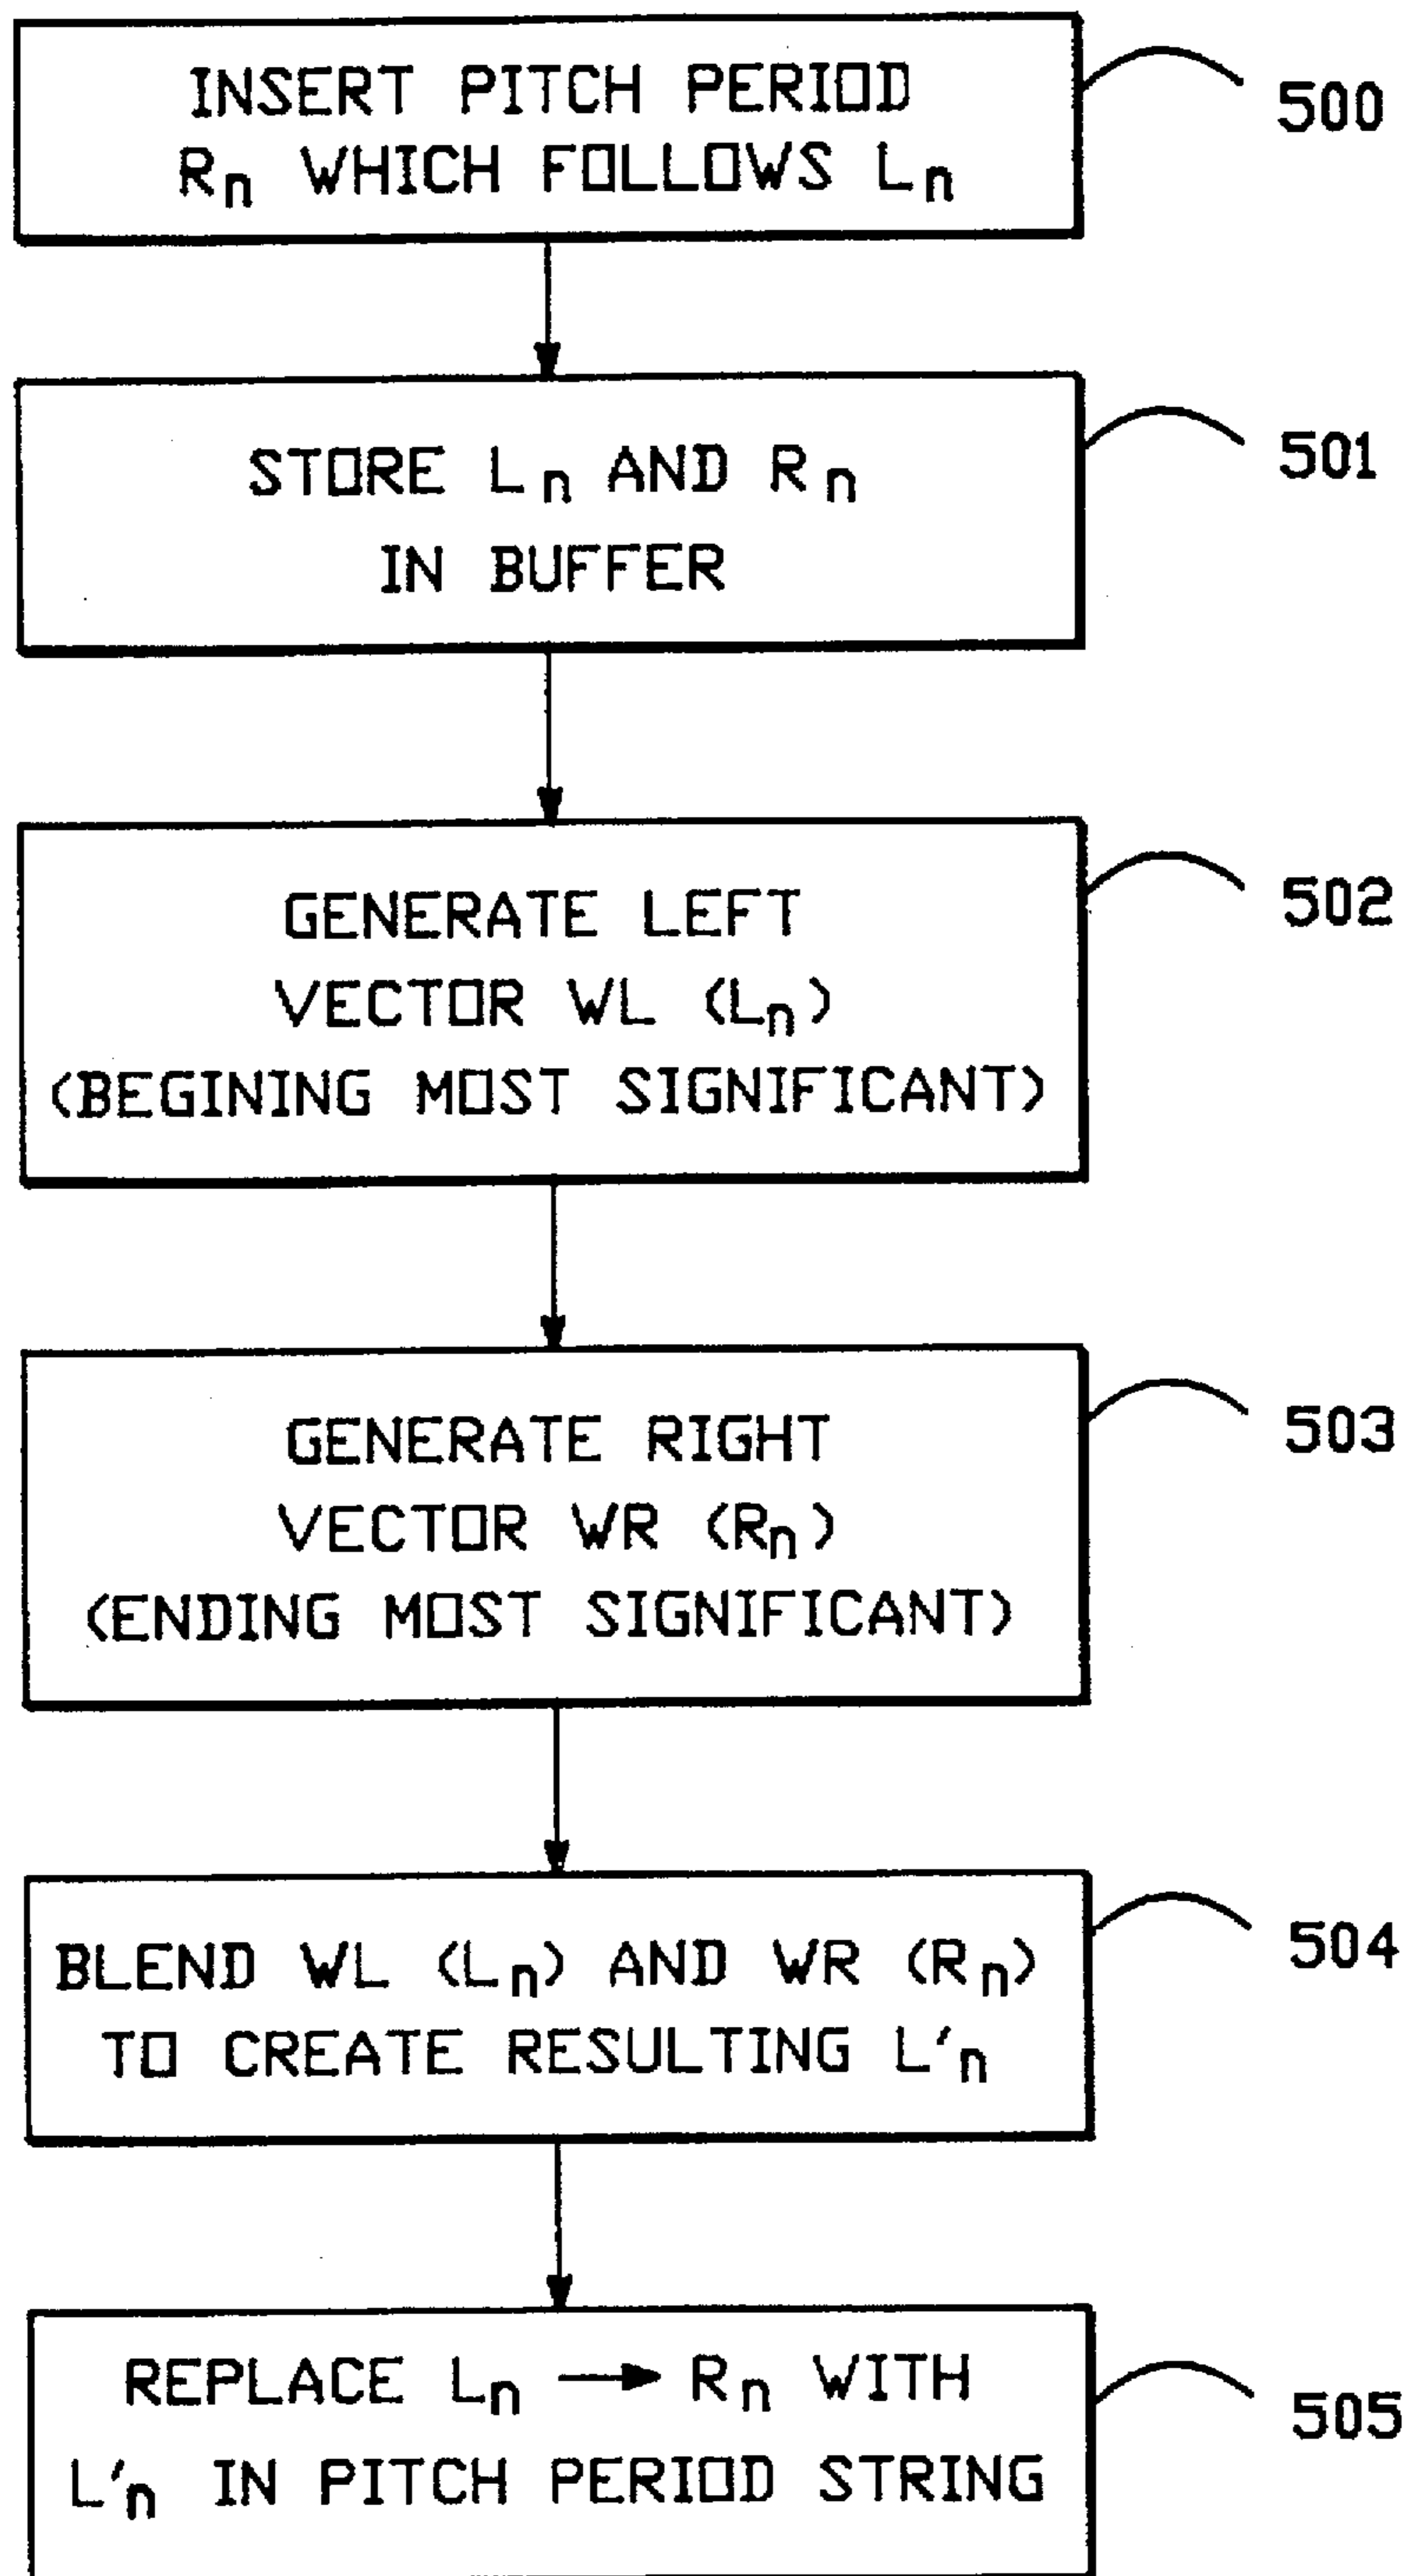 INSERT PITCH PERIOD
Rn WHICH FOLLOWS Ln
500
STORE Ln AND Rn
IN BUFFER
501
GENERATE LEFT
VECTOR WL (Ln)
(BEGINING MOST SIGNIFICANT)
502
GENERATE RIGHT
VECTOR WR (Rn)
(ENDING MOST SIGNIFICANT)
503
BLEND WL (Ln) AND WR (Rn)
TO CREATE RESULTING L'n
504
REPLACE Ln → Rn WITH
L'n IN PITCH PERIOD STRING
505